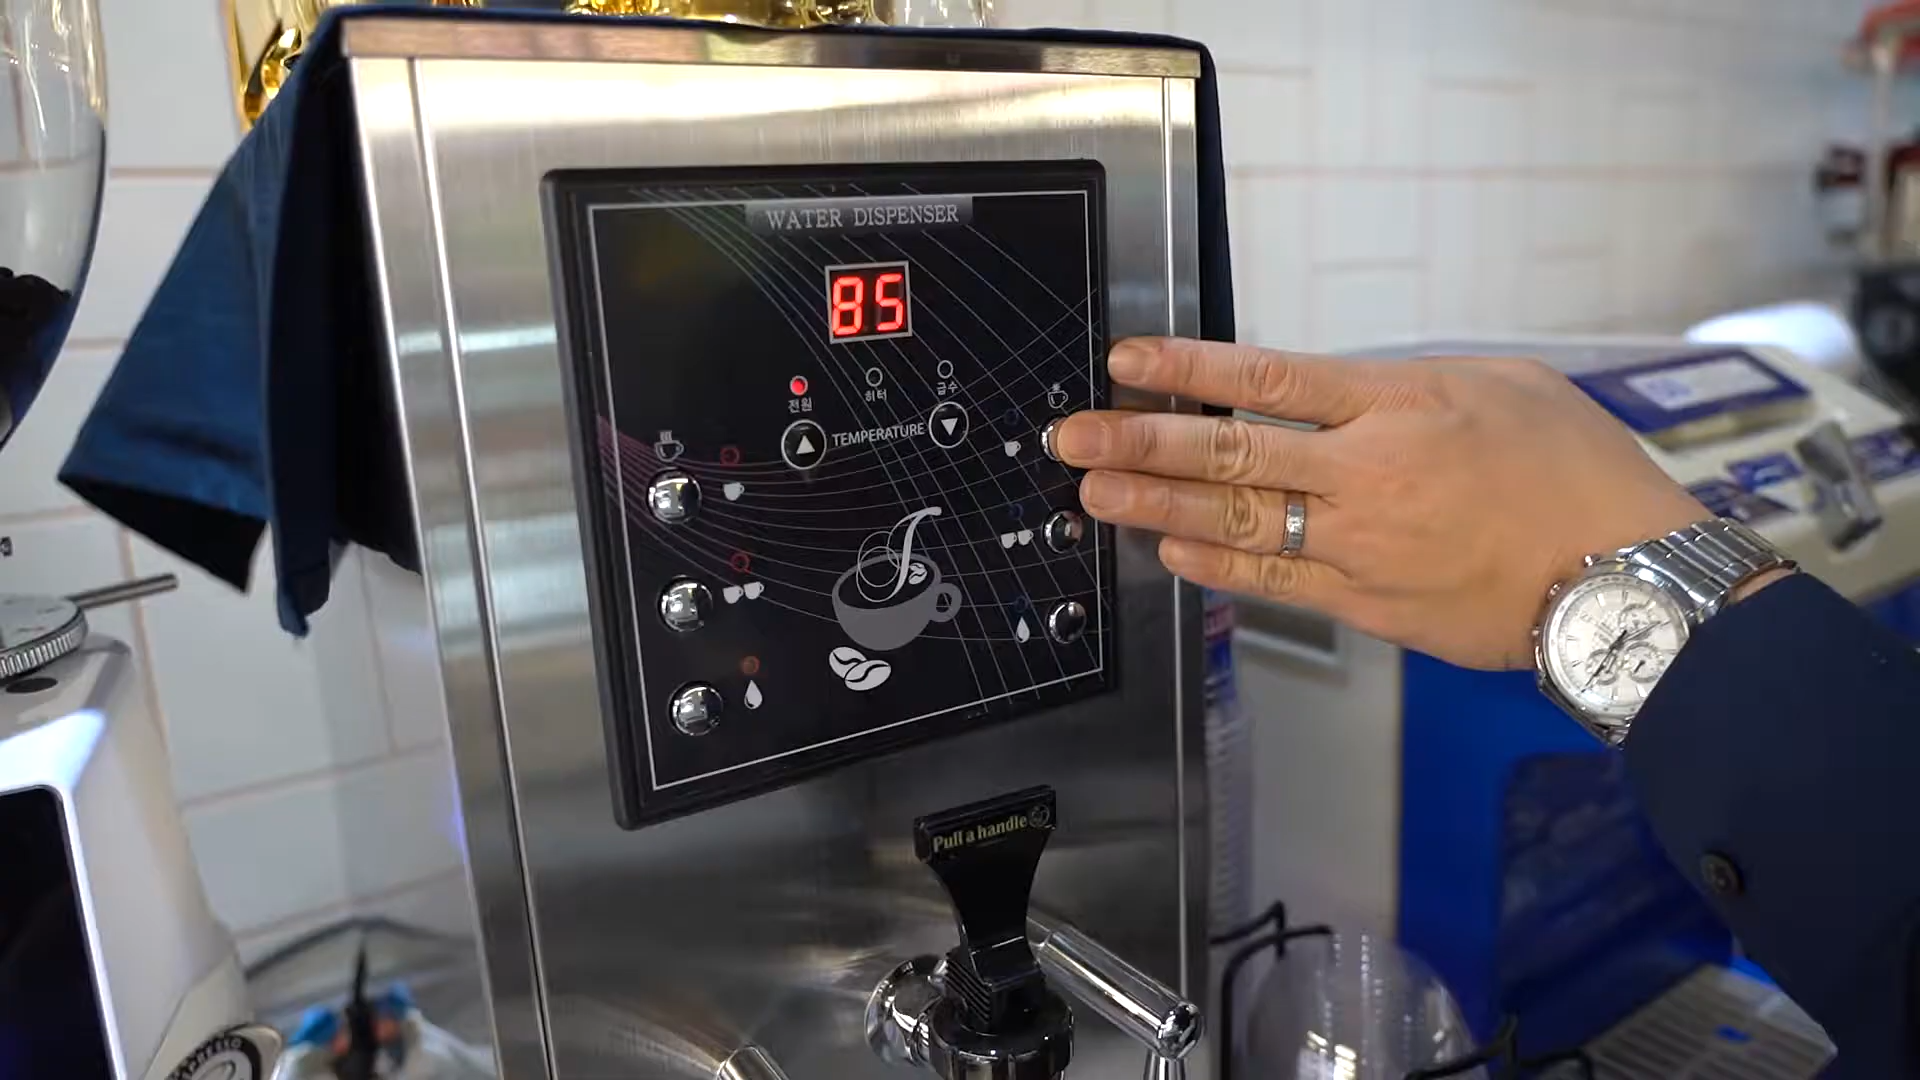 WATER DISPENSER
85
전원
히터
급수
TEMPERATURE
Pull a handle